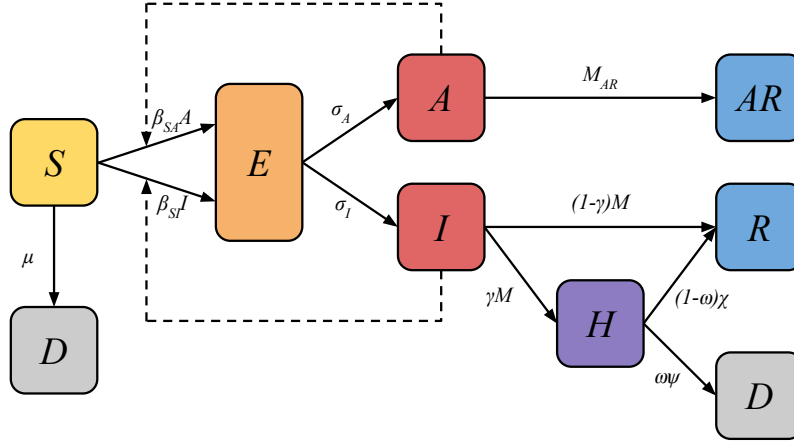 A
M_AR
AR
β_SA A
σ_A
S
E
β_SI I
σ_I
I
(1-γ)M
R
μ
γM
H
(1-ω)χ
D
ωψ
D